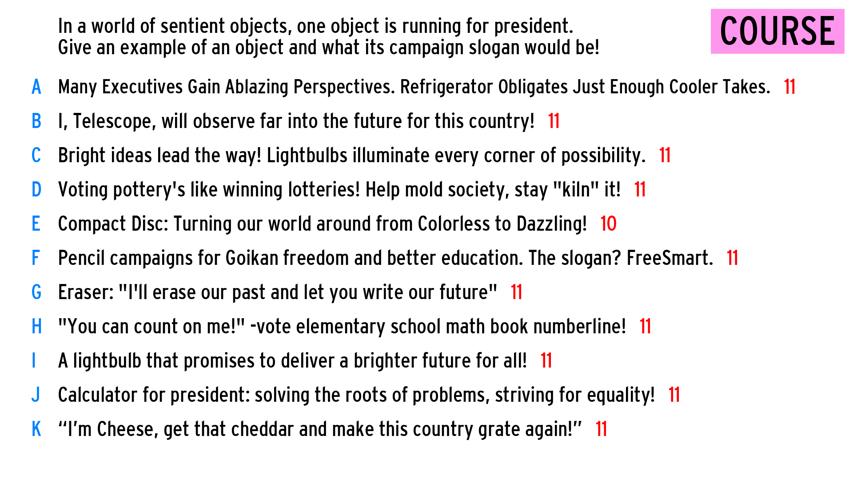 In a world of sentient objects, one object is running for president.
Give an example of an object and what its campaign slogan would be!
COURSE
A Many Executives Gain Ablazing Perspectives. Refrigerator Obligates Just Enough Cooler Takes. 11
B I, Telescope, will observe far into the future for this country! 11
C Bright ideas lead the way! Lightbulbs illuminate every corner of possibility. 11
D Voting pottery's like winning lotteries! Help mold society, stay "kiln" it! 11
E Compact Disc: Turning our world around from Colorless to Dazzling! 10
F Pencil campaigns for Goikan freedom and better education. The slogan? FreeSmart. 11
G Eraser: "I'll erase our past and let you write our future" 11
H "You can count on me!" -vote elementary school math book numberline! 11
I A lightbulb that promises to deliver a brighter future for all! 11
J Calculator for president: solving the roots of problems, striving for equality! 11
K “I’m Cheese, get that cheddar and make this country grate again!” 11